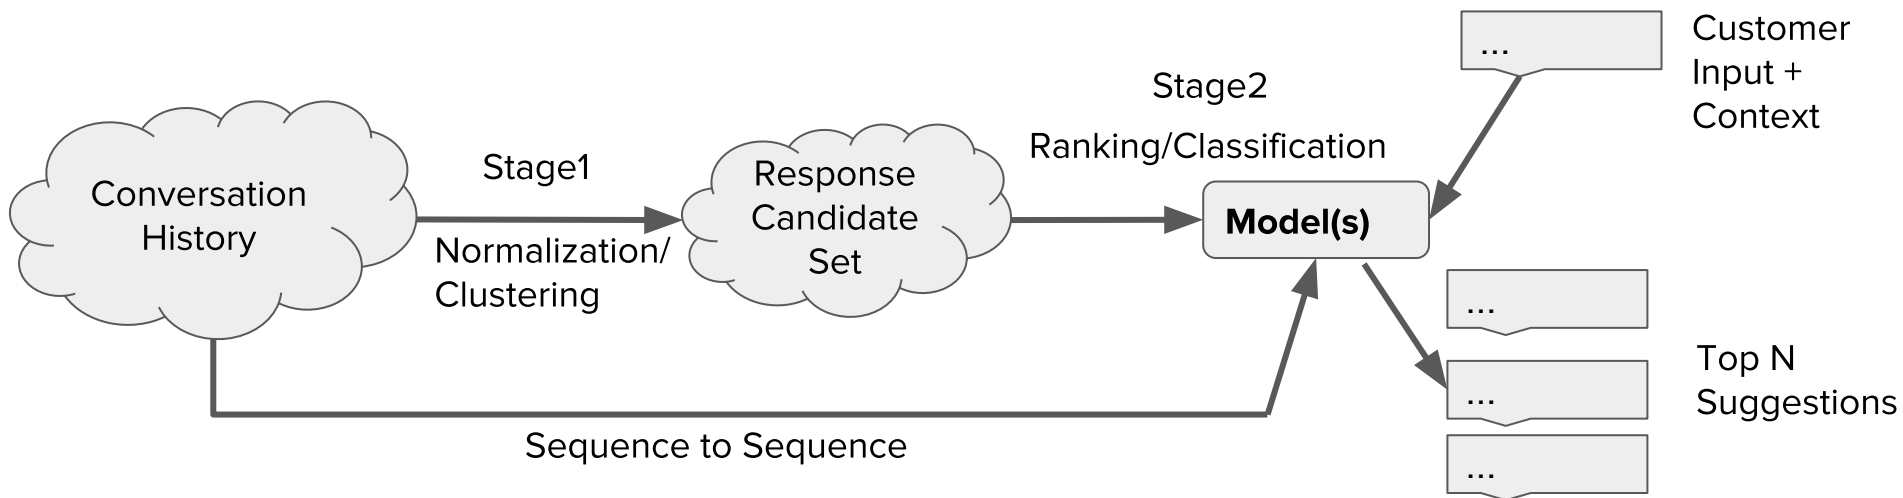 Conversation
History
Stage1
Normalization/
Clustering
Response
Candidate
Set
Stage2
Ranking/Classification
Model(s)
...
Customer
Input +
Context
...
...
...
Top N
Suggestions
Sequence to Sequence